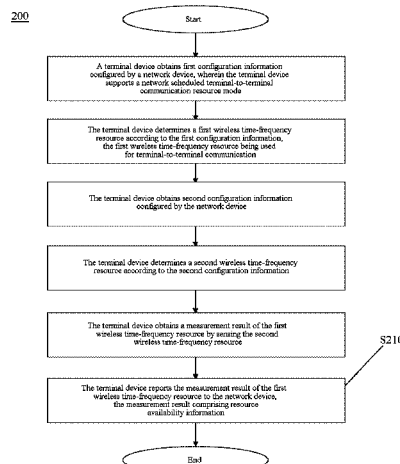 200
Start
A terminal device obtains first configuration information
configured by a network device, wherein the terminal device
supports a network scheduled terminal-to-terminal
communication resource mode
The terminal device determines a first wireless time-frequency
resource according to the first configuration information,
the first wireless time-frequency resource being used
for terminal-to-terminal communication
The terminal device obtains second configuration information
configured by the network device
The terminal device determines a second wireless time-frequency
resource according to the second configuration information
The terminal device obtains a measurement result of the first
wireless time-frequency resource by sensing the second
wireless time-frequency resource
S210
The terminal device reports the measurement result of the first
wireless time-frequency resource to the network device,
the measurement result comprising resource
availability information
End